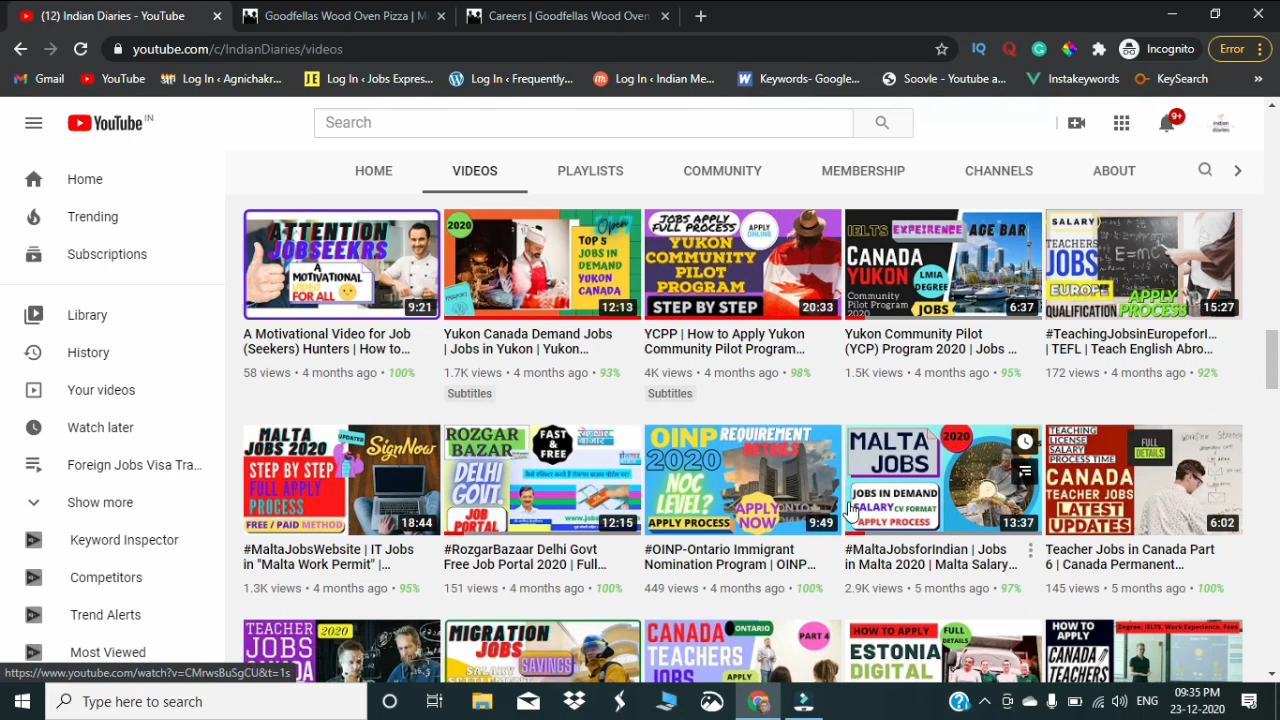 (12) Indian Diaries - YouTube
Goodfellas Wood Oven Pizza | M
Careers | Goodfellas Wood Oven
youtube.com/c/IndianDiaries/videos
Incognito
Error
Gmail
YouTube
Log In ‹ Agnichakr...
Log In ‹ Jobs Expres...
Log In ‹ Frequently...
Log In ‹ Indian Me...
Keywords- Google...
Soovle - Youtube a...
Instakeywords
KeySearch
»
YouTube IN
Search
9+
HOME
VIDEOS
PLAYLISTS
COMMUNITY
MEMBERSHIP
CHANNELS
ABOUT
Home
Trending
Subscriptions
Library
History
Your videos
Watch later
Foreign Jobs Visa Tra...
Show more
Keyword Inspector
Competitors
Trend Alerts
Most Viewed
ATTENTION
JOBSEEKRS
A
MOTIVATIONAL
VIDEO
FOR ALL
9:21
A Motivational Video for Job
(Seekers) Hunters | How to...
58 views • 4 months ago • 100%
2020
Open
TOP 5
JOBS IN
DEMAND
YUKON
CANADA
12:13
Yukon Canada Demand Jobs
| Jobs in Yukon | Yukon...
1.7K views • 4 months ago • 93%
Subtitles
JOBS APPLY
FULL PROCESS
APPLY
ONLINE
YUKON
COMMUNITY
PILOT
PROGRAM
STEP BY STEP
20:33
YCPP | How to Apply Yukon
Community Pilot Program...
4K views • 4 months ago • 98%
Subtitles
IELTS EXPEIRENCE AGE BAR
CANADA
YUKON
LMIA
DEGREE
Community
Pilot Program
JOBS
6:37
Yukon Community Pilot
(YCP) Program 2020 | Jobs ...
1.5K views • 4 months ago • 95%
SALARY
TEACHERS
JOBS
EUROPE
APPLY
PROCESS
QUALIFICATION
15:27
#TeachingJobsinEuropeforI...
| TEFL | Teach English Abro...
172 views • 4 months ago • 92%
MALTA
JOBS 2020
UPDATED
SignNow
STEP BY STEP
FULL APPLY
PROCESS
FREE / PAID METHOD
18:44
#MaltaJobsWebsite | IT Jobs
in "Malta Work Permit" |...
1.3K views • 4 months ago • 95%
ROZGAR
BAZAAR
FAST
&
FREE
DELHI
GOVT.
JOB
PORTAL
12:15
#RozgarBazaar Delhi Govt
Free Job Portal 2020 | Full...
151 views • 4 months ago • 100%
OINP REQUIREMENT
2020 DETAILS
NOC
LEVEL?
APPLY PROCESS
APPLY
NOW
9:49
#OINP-Ontario Immigrant
Nomination Program | OINP...
449 views • 4 months ago • 100%
MALTA
JOBS
2020
JOBS IN DEMAND
SALARY CV FORMAT
APPLY PROCESS
13:37
#MaltaJobsforIndian | Jobs
in Malta 2020 | Malta Salary...
2.9K views • 5 months ago • 97%
TEACHING
LICENSE
SALARY
PROCESS TIME
FULL
DETAILS
CANADA
TEACHER JOBS
LATEST
UPDATES
6:02
Teacher Jobs in Canada Part
6 | Canada Permanent...
145 views • 5 months ago • 100%
TEACHER
JOBS
2020
MIGRATION
SAVINGS
CANADA
TEACHERS
ONTARIO
PART 4
HOW TO APPLY
ESTONIA
DIGITAL
FULL
DETAILS
HOW TO
APPLY
CANADA
Degree, IELTS, Work Experience, Fees
https://www.youtube.com/watch?v=CMrwsBuSgCU&t=1s
Type here to search
ENG
09:35 PM
23-12-2020